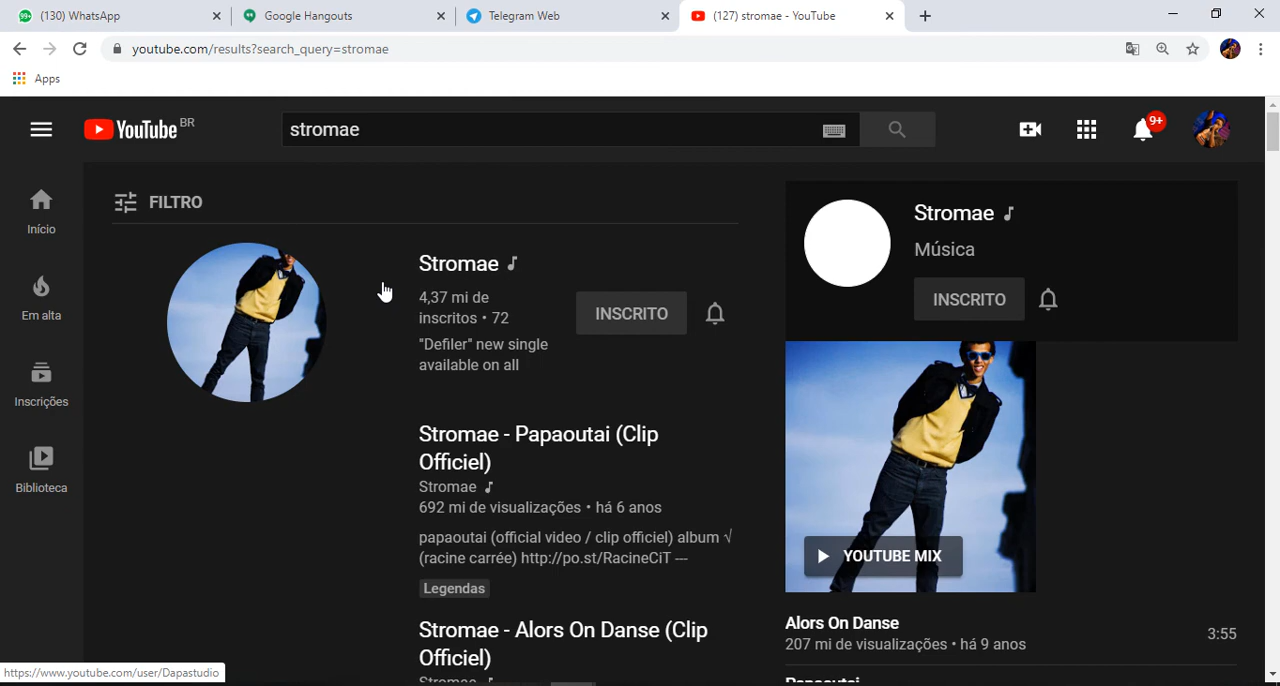 (130) WhatsApp
Google Hangouts
Telegram Web
(127) stromae - YouTube
youtube.com/results?search_query=stromae
Apps
YouTube BR
stromae
9+
Início
Em alta
Inscrições
Biblioteca
FILTRO
Stromae
4,37 mi de
inscritos • 72
"Defiler" new single
available on all
INSCRITO
Stromae - Papaoutai (Clip
Officiel)
Stromae
692 mi de visualizações • há 6 anos
papaoutai (official video / clip officiel) album √
(racine carrée) http://po.st/RacineCiT ---
Legendas
Stromae - Alors On Danse (Clip
Officiel)
Stromae
Stromae
Música
INSCRITO
YOUTUBE MIX
Alors On Danse
207 mi de visualizações • há 9 anos
3:55
Papaoutai
https://www.youtube.com/user/Dapastudio